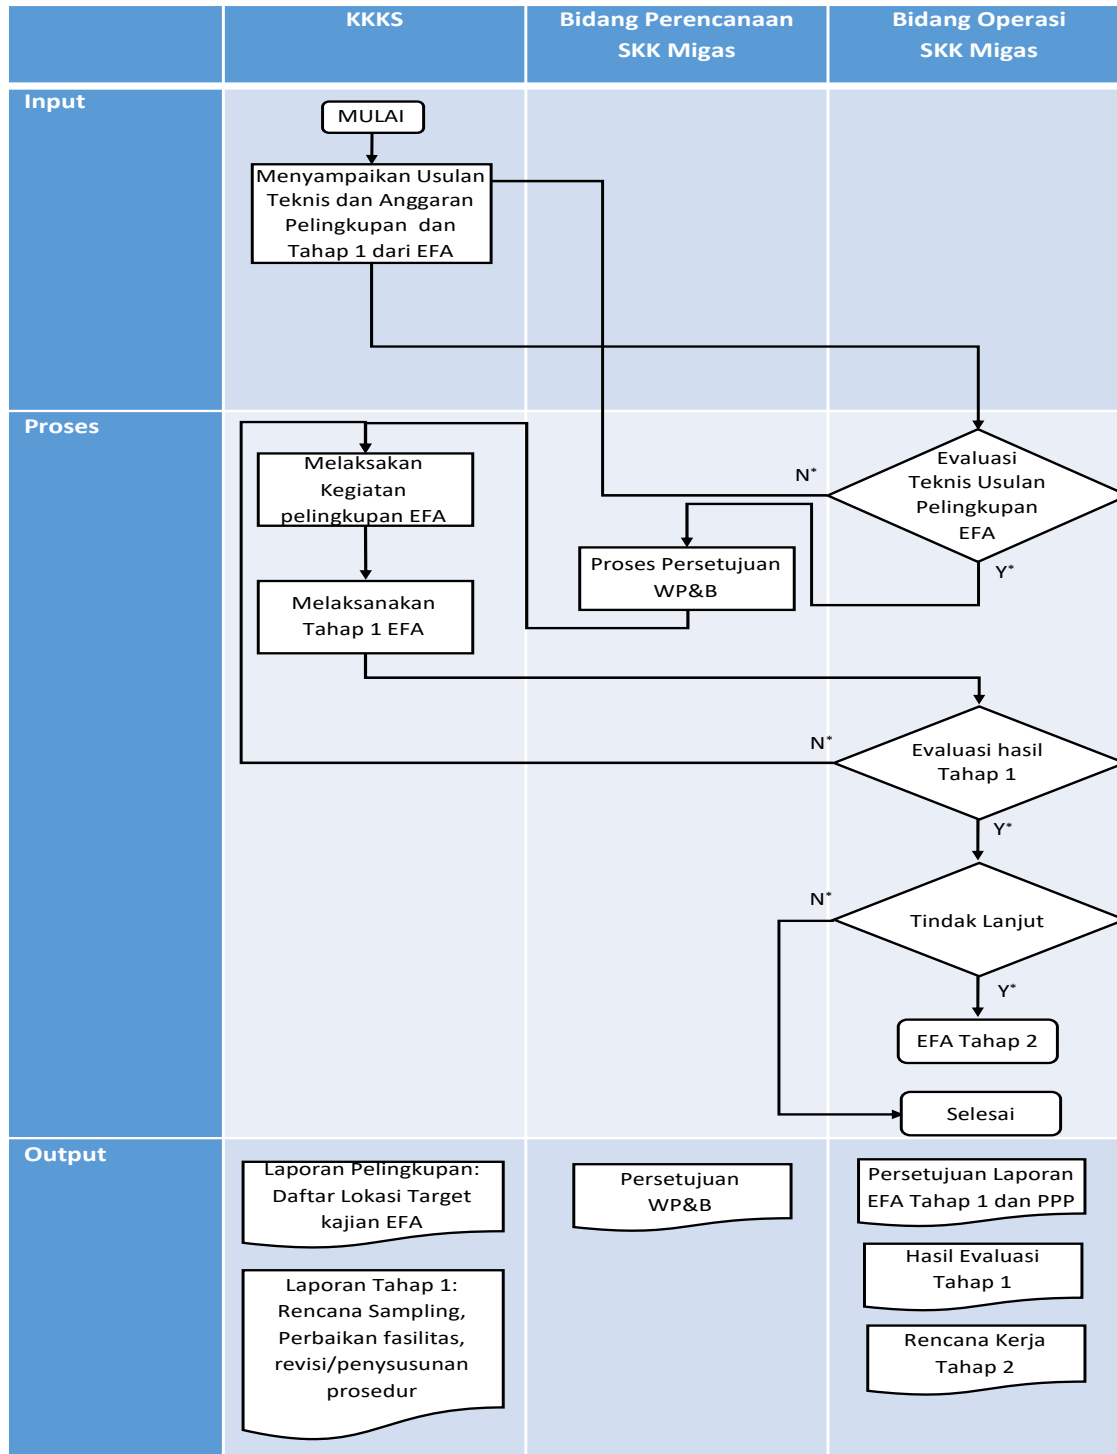 KKKS
Bidang Perencanaan
SKK Migas
Bidang Operasi
SKK Migas
Input
MULAI
Menyampaikan Usulan
Teknis dan Anggaran
Pelingkupan dan
Tahap 1 dari EFA
Proses
Melaksakan
Kegiatan
pelingkupan EFA
Melaksanakan
Tahap 1 EFA
Proses Persetujuan
WP&B
N*
Evaluasi
Teknis Usulan
Pelingkupan
EFA
Y*
N*
Evaluasi hasil
Tahap 1
Y*
N*
Tindak Lanjut
Y*
EFA Tahap 2
Selesai
Output
Laporan Pelingkupan:
Daftar Lokasi Target
kajian EFA
Laporan Tahap 1:
Rencana Sampling,
Perbaikan fasilitas,
revisi/penysusunan
prosedur
Persetujuan
WP&B
Persetujuan Laporan
EFA Tahap 1 dan PPP
Hasil Evaluasi
Tahap 1
Rencana Kerja
Tahap 2